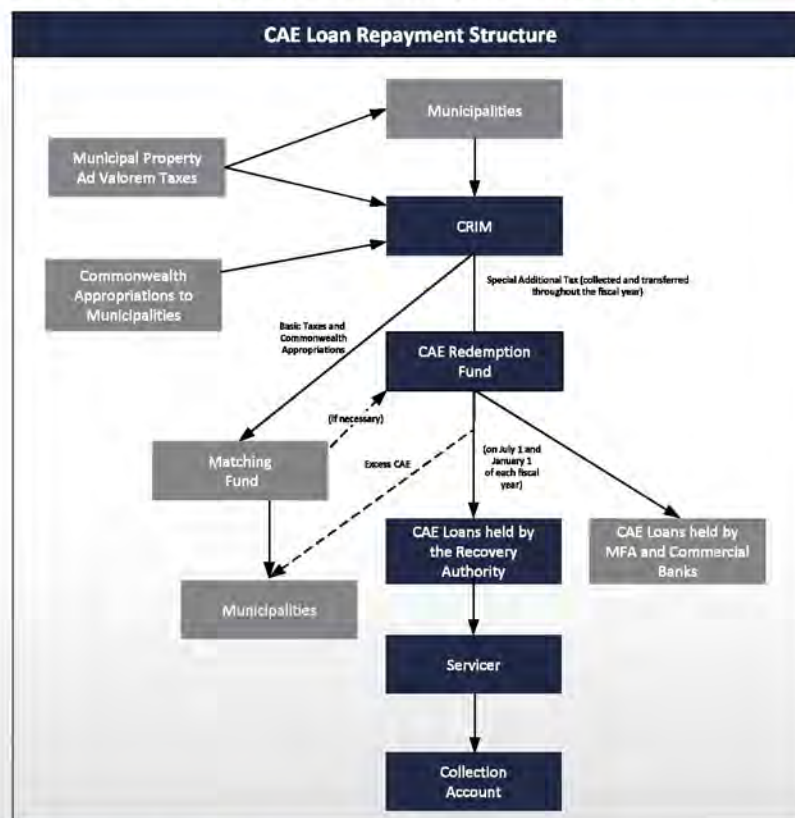 CAE Loan Repayment Structure
Municipalities
Municipal Property
Ad Valorem Taxes
CRIM
Commonwealth
Appropriations to
Municipalities
Special Additional Tax (collected and transferred
throughout the fiscal year)
Basic Taxes and
Commonwealth
Appropriations
CAE Redemption
Fund
(if necessary)
Matching
Fund
Excess CAE
(on July 1 and
January 1
of each fiscal
year)
CAE Loans held by
the Recovery
Authority
CAE Loans held by
MFA and Commercial
Banks
Municipalities
Servicer
Collection
Account